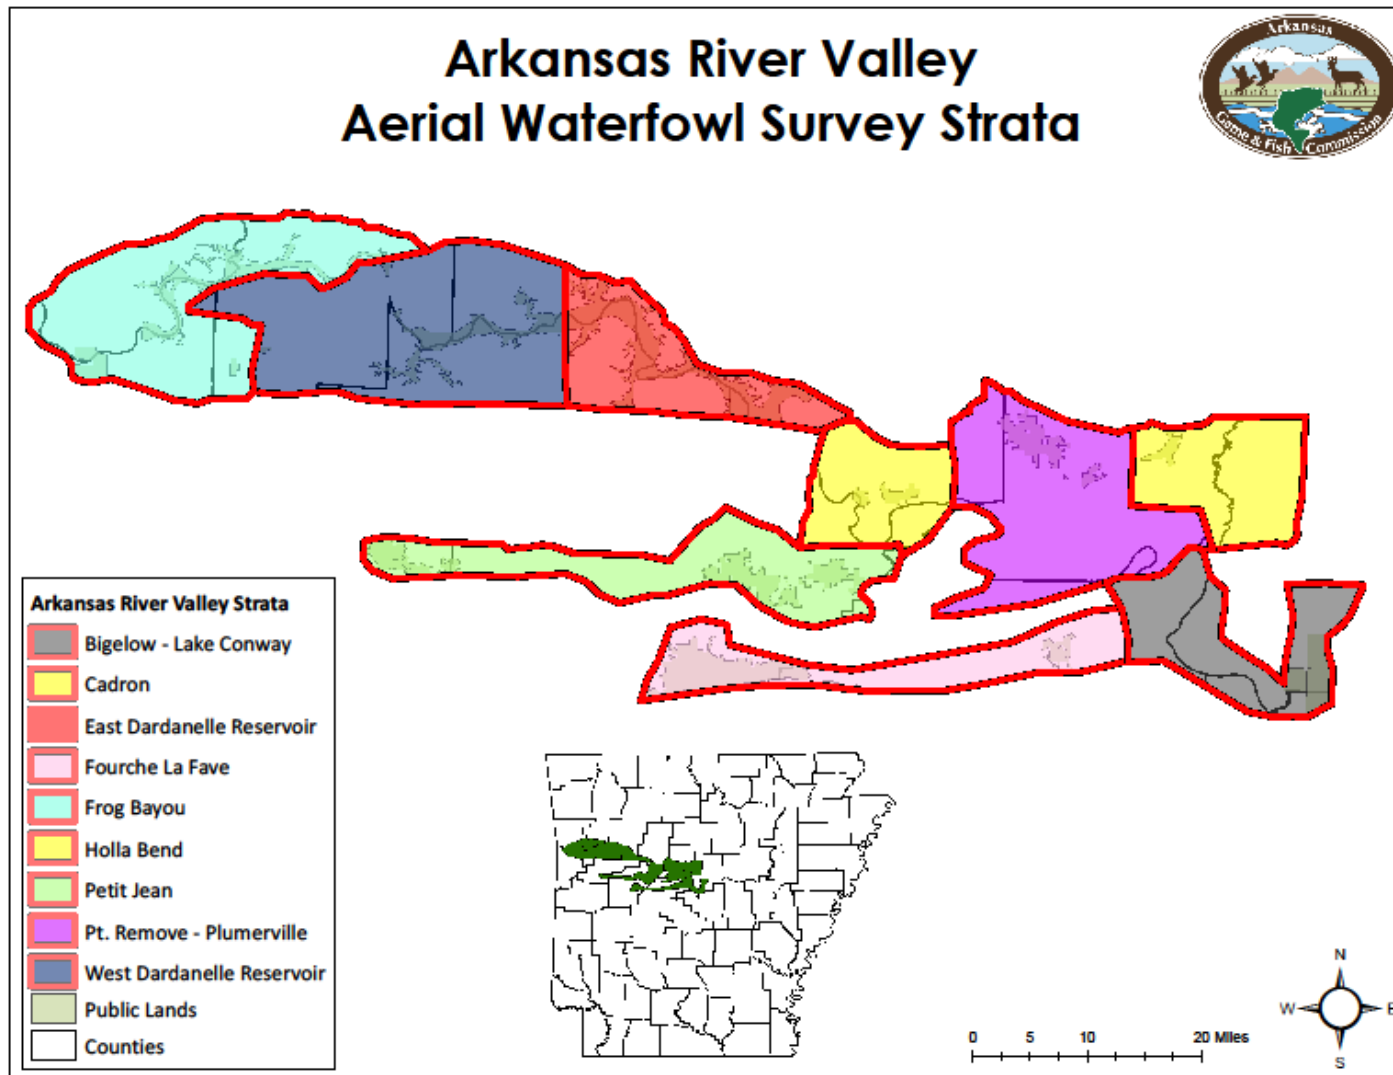 Arkansas River Valley
Aerial Waterfowl Survey Strata
Arkansas
Game & Fish Commission
Arkansas River Valley Strata
Bigelow - Lake Conway
Cadron
East Dardanelle Reservoir
Fourche La Fave
Frog Bayou
Holla Bend
Petit Jean
Pt. Remove - Plumerville
West Dardanelle Reservoir
Public Lands
Counties
0 5 10 20 Miles
N
W E
S